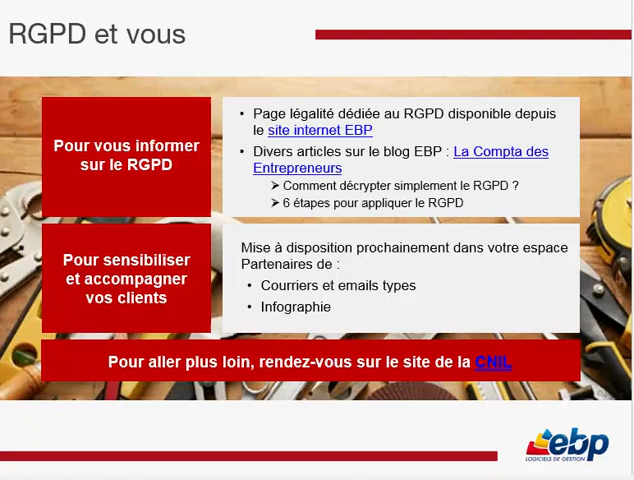 RGPD et vous
Pour vous informer
sur le RGPD
• Page légalité dédiée au RGPD disponible depuis
le site internet EBP
• Divers articles sur le blog EBP : La Compta des
Entrepreneurs
➢ Comment décrypter simplement le RGPD ?
➢ 6 étapes pour appliquer le RGPD
Pour sensibiliser
et accompagner
vos clients
Mise à disposition prochainement dans votre espace
Partenaires de :
• Courriers et emails types
• Infographie
Pour aller plus loin, rendez-vous sur le site de la CNIL
ebp
LOGICIELS DE GESTION